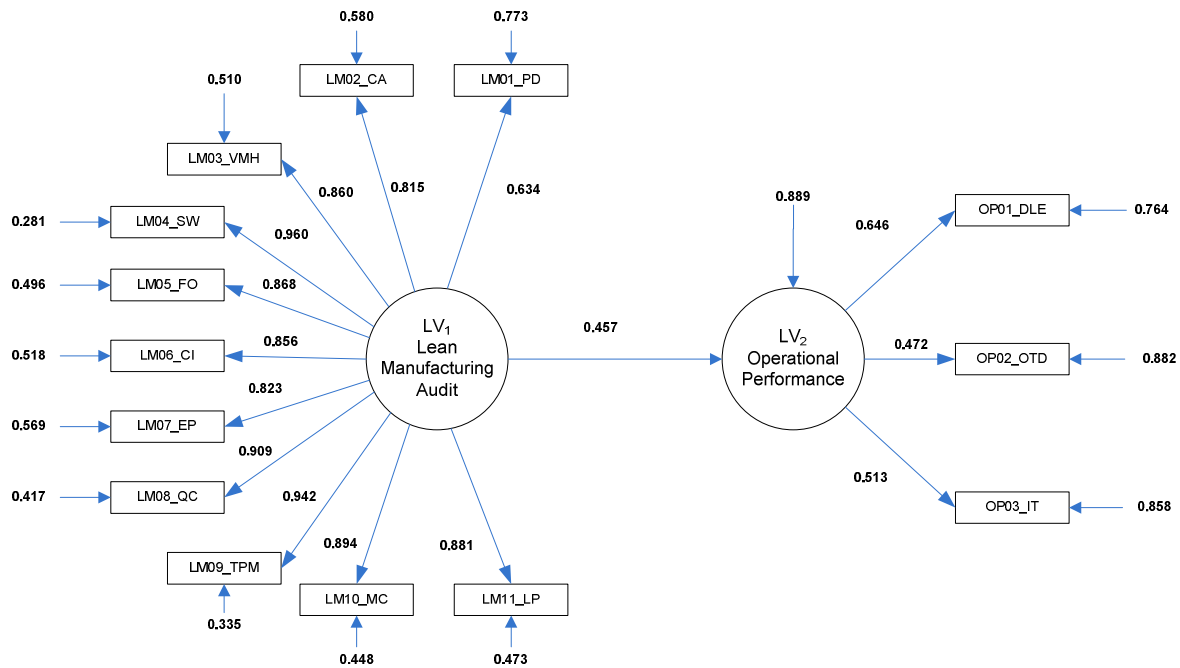 0.580
0.773
LM02_CA
LM01_PD
0.510
LM03_VMH
0.860
0.815
0.634
0.281
LM04_SW
0.960
0.889
OP01_DLE
0.764
0.646
0.496
LM05_FO
0.868
0.518
LM06_CI
0.856
LV₁
Lean
Manufacturing
Audit
0.457
LV₂
Operational
Performance
0.472
OP02_OTD
0.882
0.569
LM07_EP
0.823
0.417
LM08_QC
0.909
0.513
OP03_IT
0.858
LM09_TPM
0.942
0.894
0.881
0.335
LM10_MC
LM11_LP
0.448
0.473